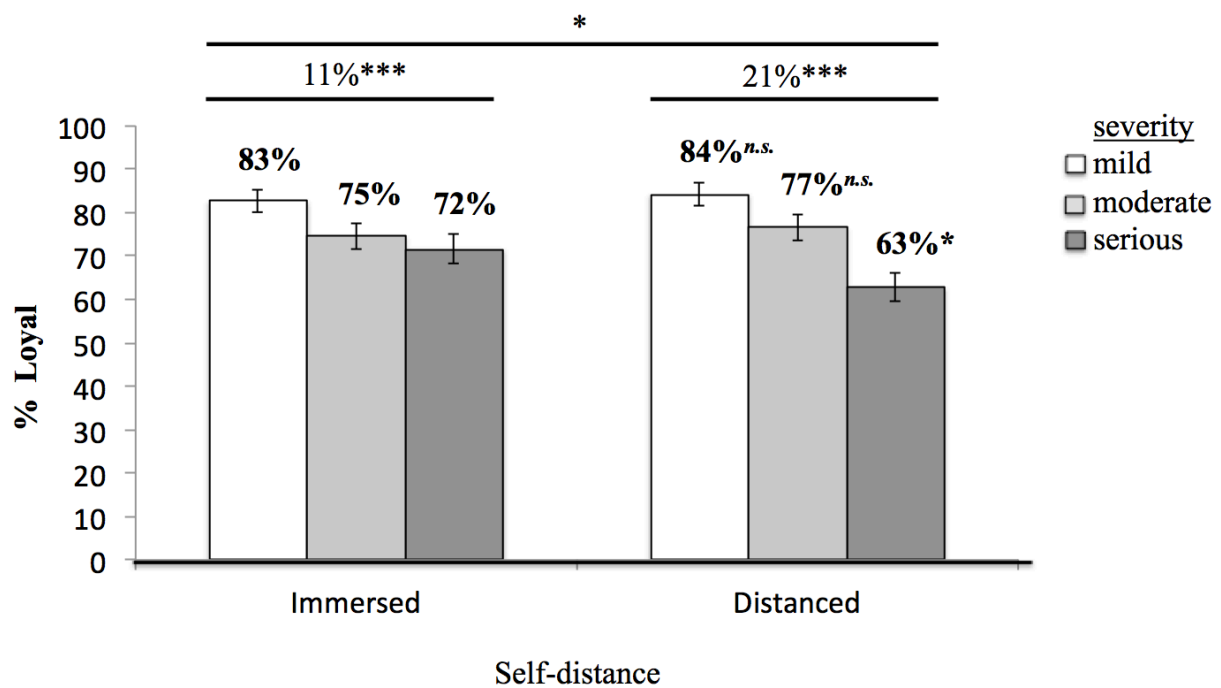 *
11%***
21%***
100
90
80
70
60
50
40
30
20
10
0
% Loyal
83%
75%
72%
84%n.s.
77%n.s.
63%*
severity
mild
moderate
serious
Immersed
Distanced
Self-distance